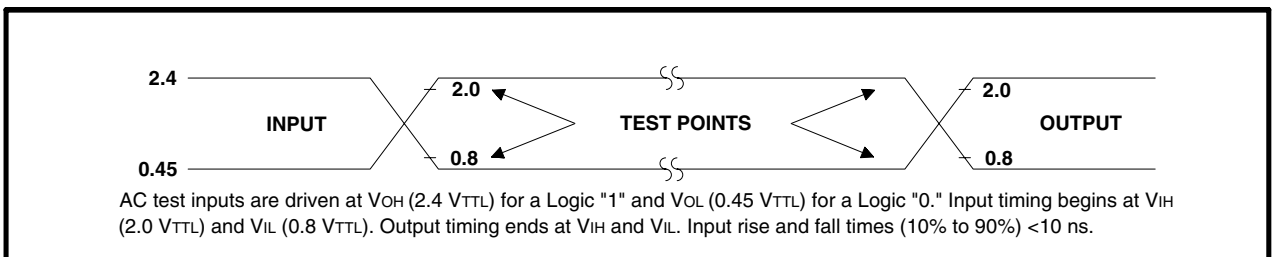 2.4
2.0
2.0
INPUT
TEST POINTS
OUTPUT
0.8
0.8
0.45
AC test inputs are driven at VOH (2.4 VTTL) for a Logic "1" and VOL (0.45 VTTL) for a Logic "0." Input timing begins at VIH
(2.0 VTTL) and VIL (0.8 VTTL). Output timing ends at VIH and VIL. Input rise and fall times (10% to 90%) <10 ns.